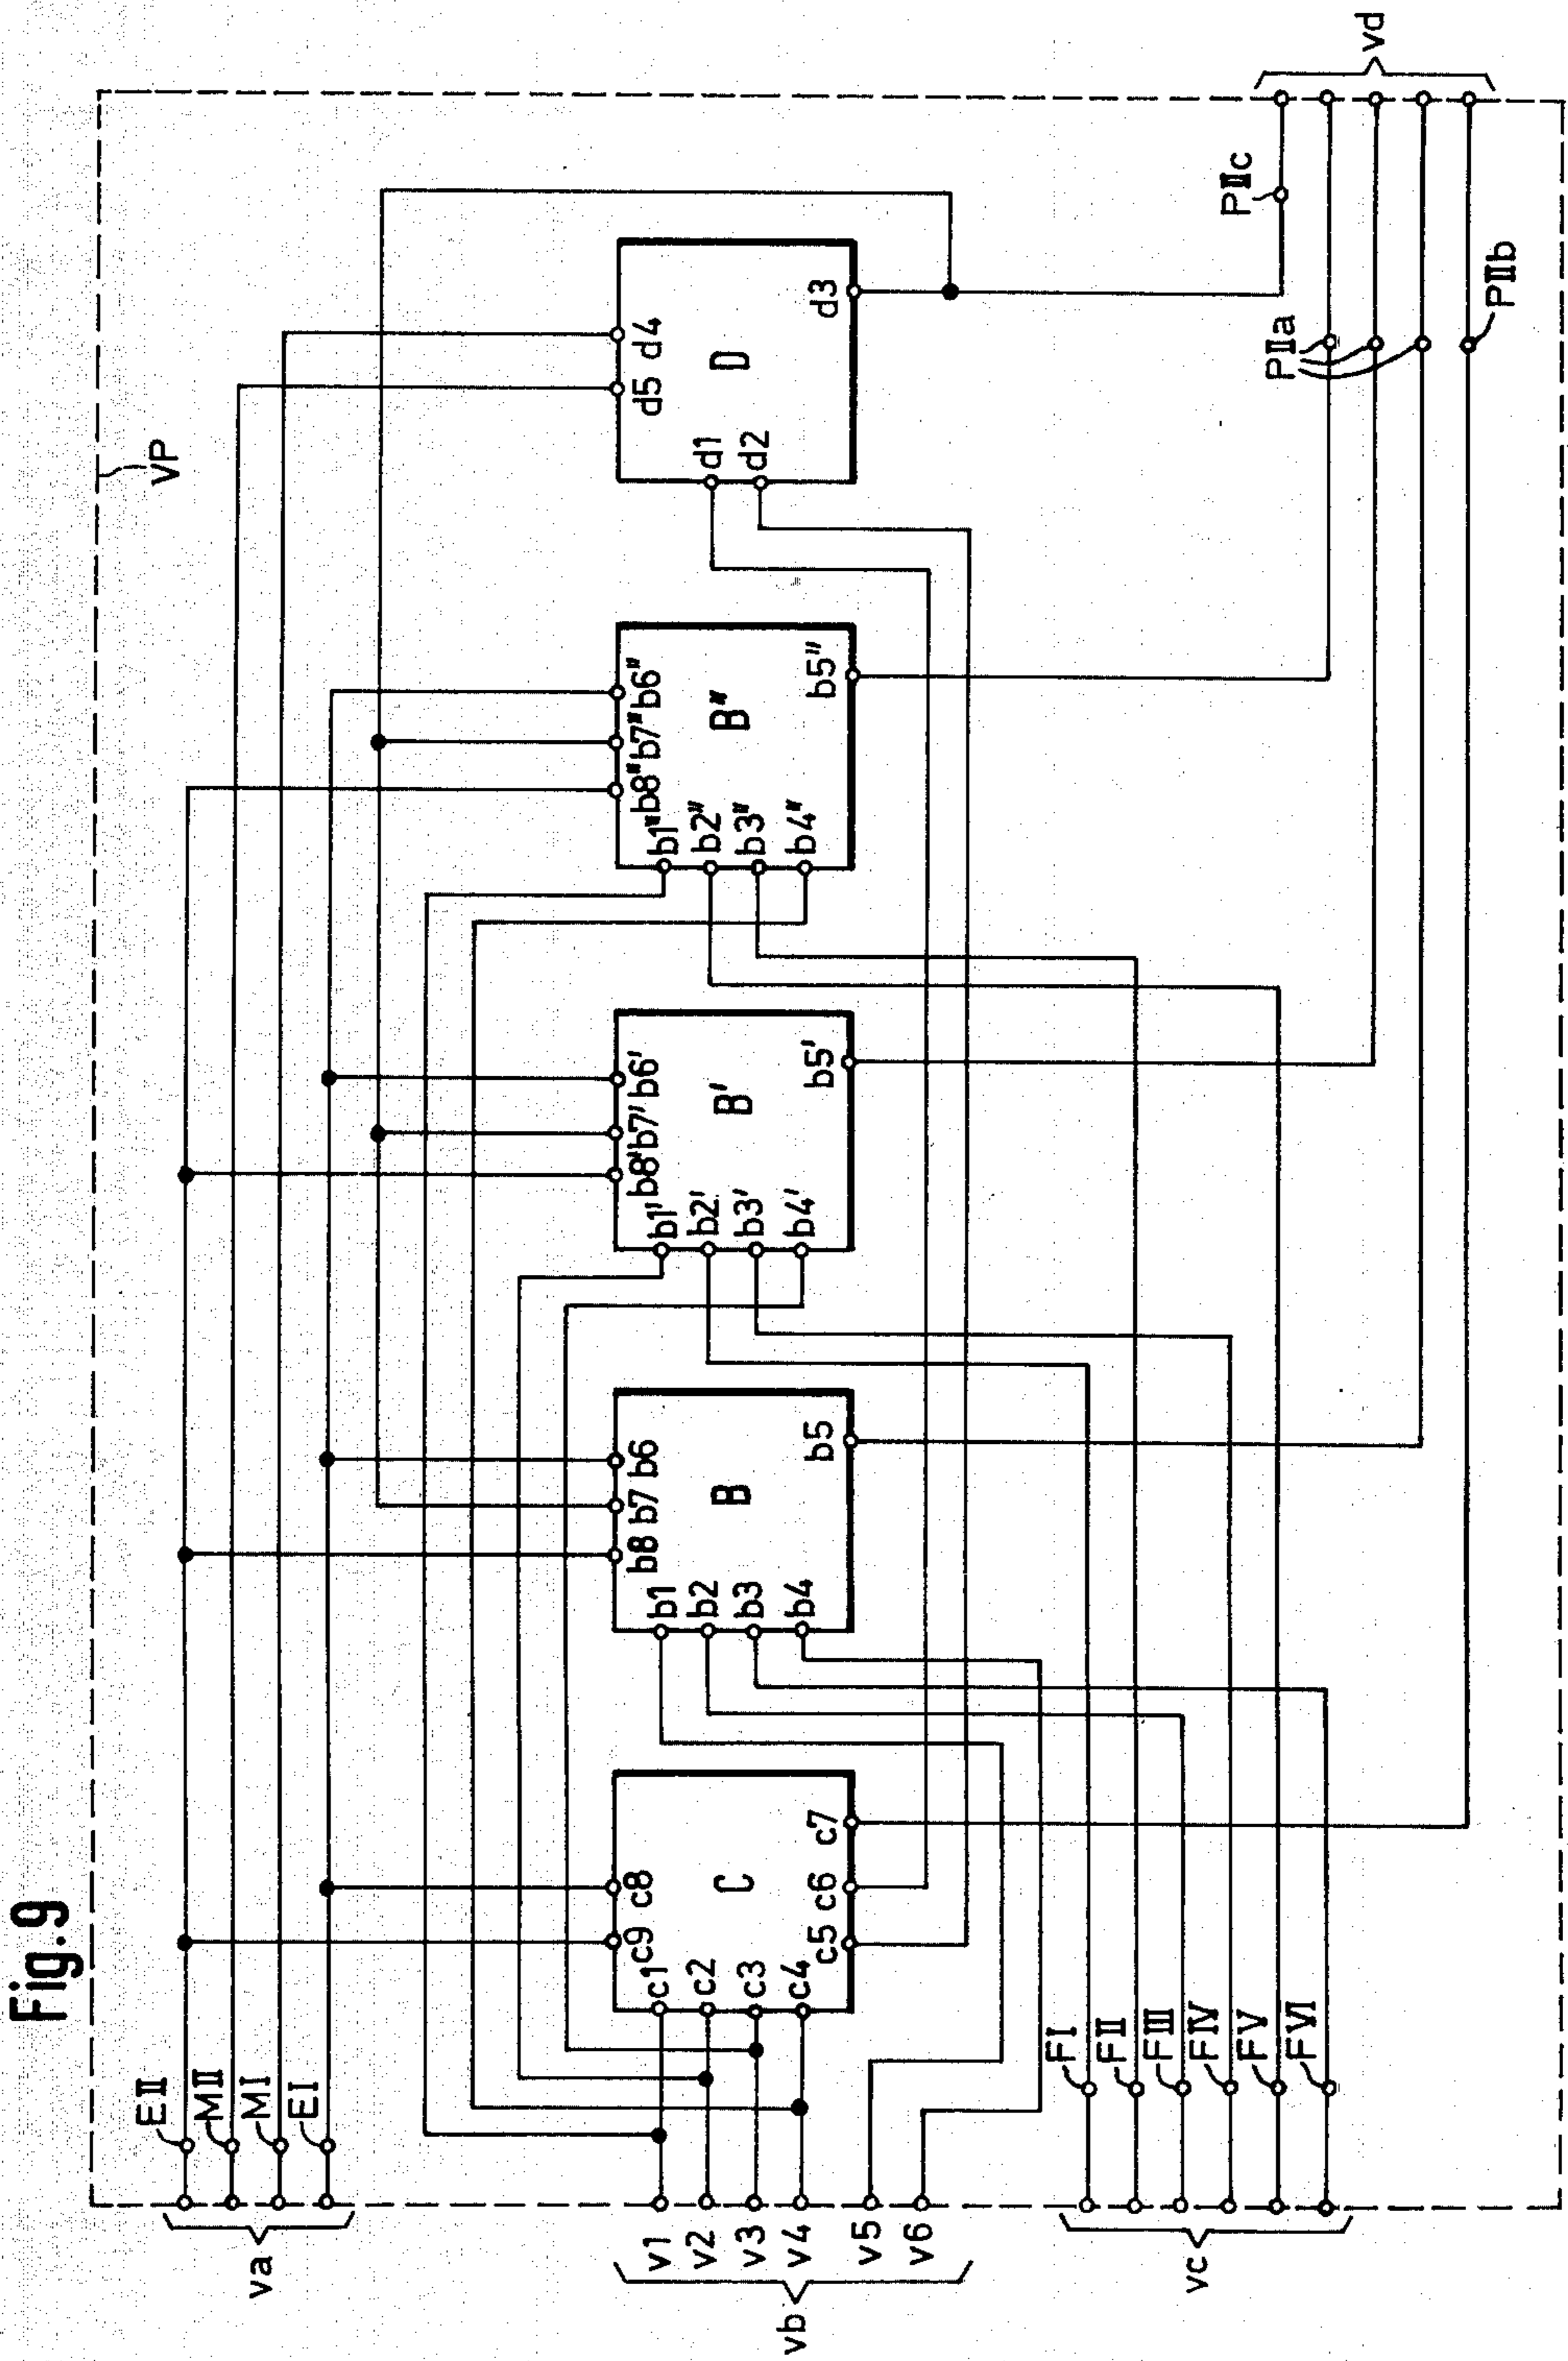 Fig.9
VP
EII
MII
MI
EI
va
v1
v2
v3
v4
v5
v6
vb
FI
FII
FIII
FIV
FV
FVI
vc
c9 c8
c1
c2
c3
c4
C
c5 c6 c7
b8 b7 b6
b1
b2
b3
b4
B
b5
b8' b7' b6'
b1'
b2'
b3'
b4'
B'
b5'
b8" b7" b6"
b1"
b2"
b3"
b4"
B"
b5"
d5 d4
d1
d2
D
d3
PIIc
PIIa
PIIb
vd